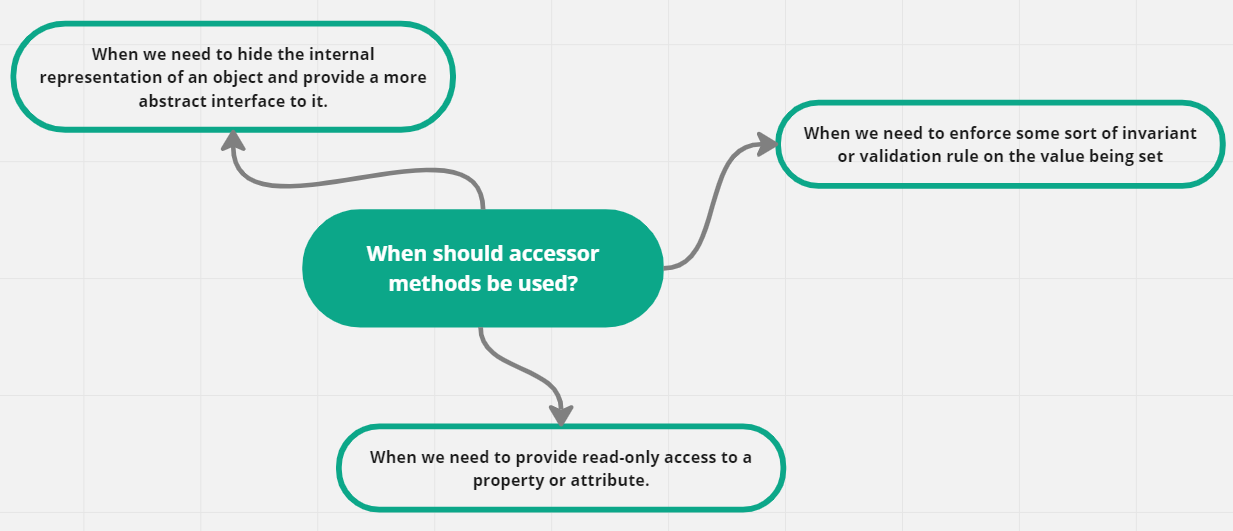 When we need to hide the internal
representation of an object and provide a more
abstract interface to it.
When we need to enforce some sort of invariant
or validation rule on the value being set
When should accessor
methods be used?
When we need to provide read-only access to a
property or attribute.